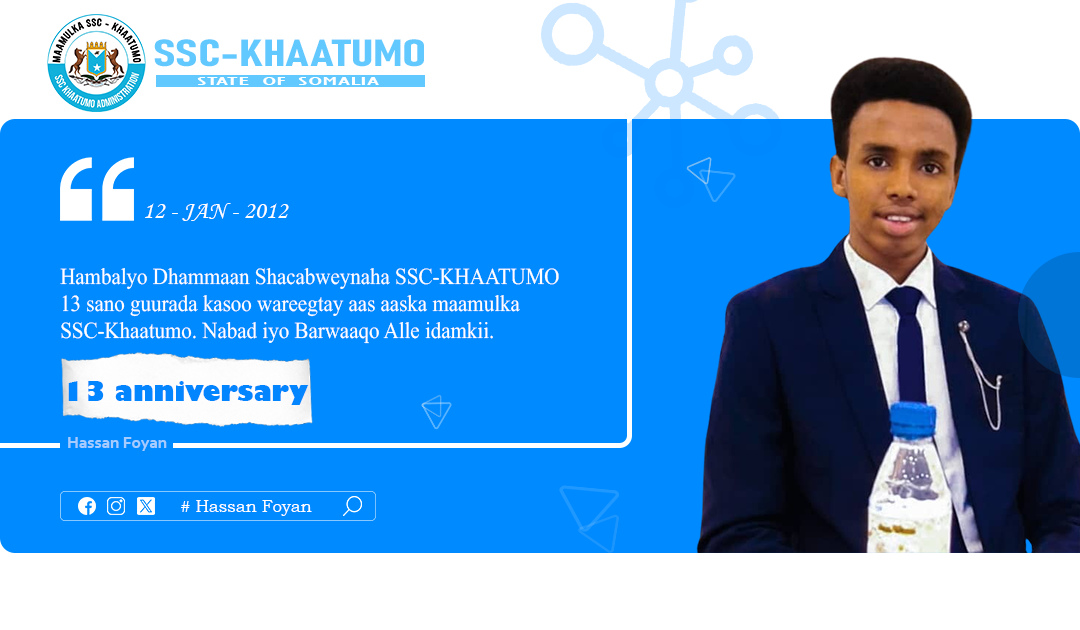 MAAMULKA SSC - KHAATUMO
SSC KHAATUMO ADMINISTRATION
SSC-KHAATUMO
STATE OF SOMALIA
12 - JAN - 2012
Hambalyo Dhammaan Shacabweynaha SSC-KHAATUMO
13 sano guurada kasoo wareegtay aas aaska maamulka
SSC-Khaatumo. Nabad iyo Barwaaqo Alle idamkii.
13 anniversary
Hassan Foyan
# Hassan Foyan